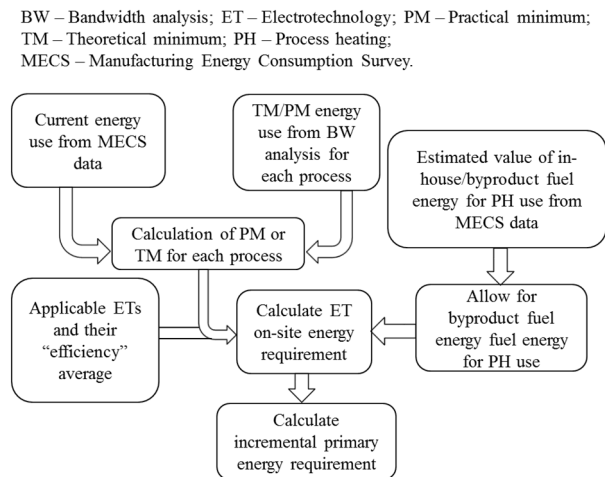 BW – Bandwidth analysis; ET – Electrotechnology; PM – Practical minimum;
TM – Theoretical minimum; PH – Process heating;
MECS – Manufacturing Energy Consumption Survey.
Current energy
use from MECS
data
TM/PM energy
use from BW
analysis for
each process
Estimated value of in-
house/byproduct fuel
energy for PH use from
MECS data
Calculation of PM or
TM for each process
Applicable ETs
and their
“efficiency”
average
Calculate ET
on-site energy
requirement
Allow for
byproduct fuel
energy fuel energy
for PH use
Calculate
incremental primary
energy requirement